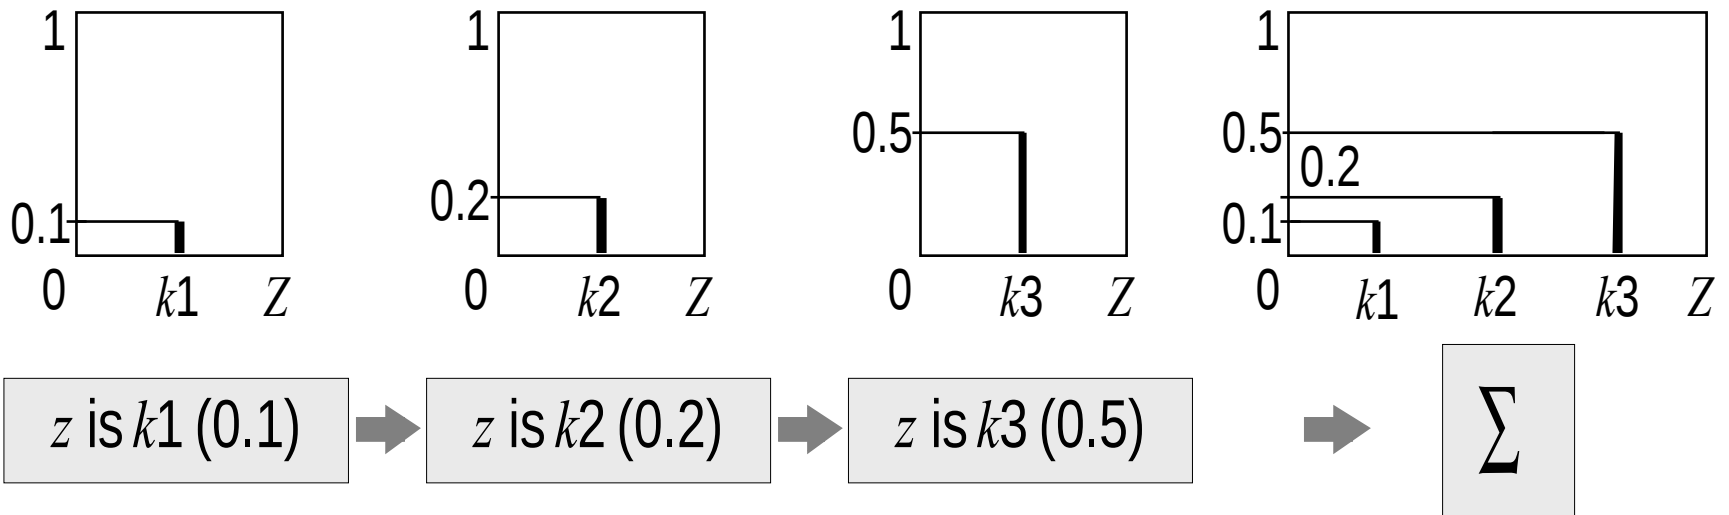 1
0.1
0
k1
Z
1
0.2
0
k2
Z
1
0.5
0
k3
Z
1
0.5
0.2
0.1
0
k1
k2
k3
Z
z is k1 (0.1)
z is k2 (0.2)
z is k3 (0.5)
∑